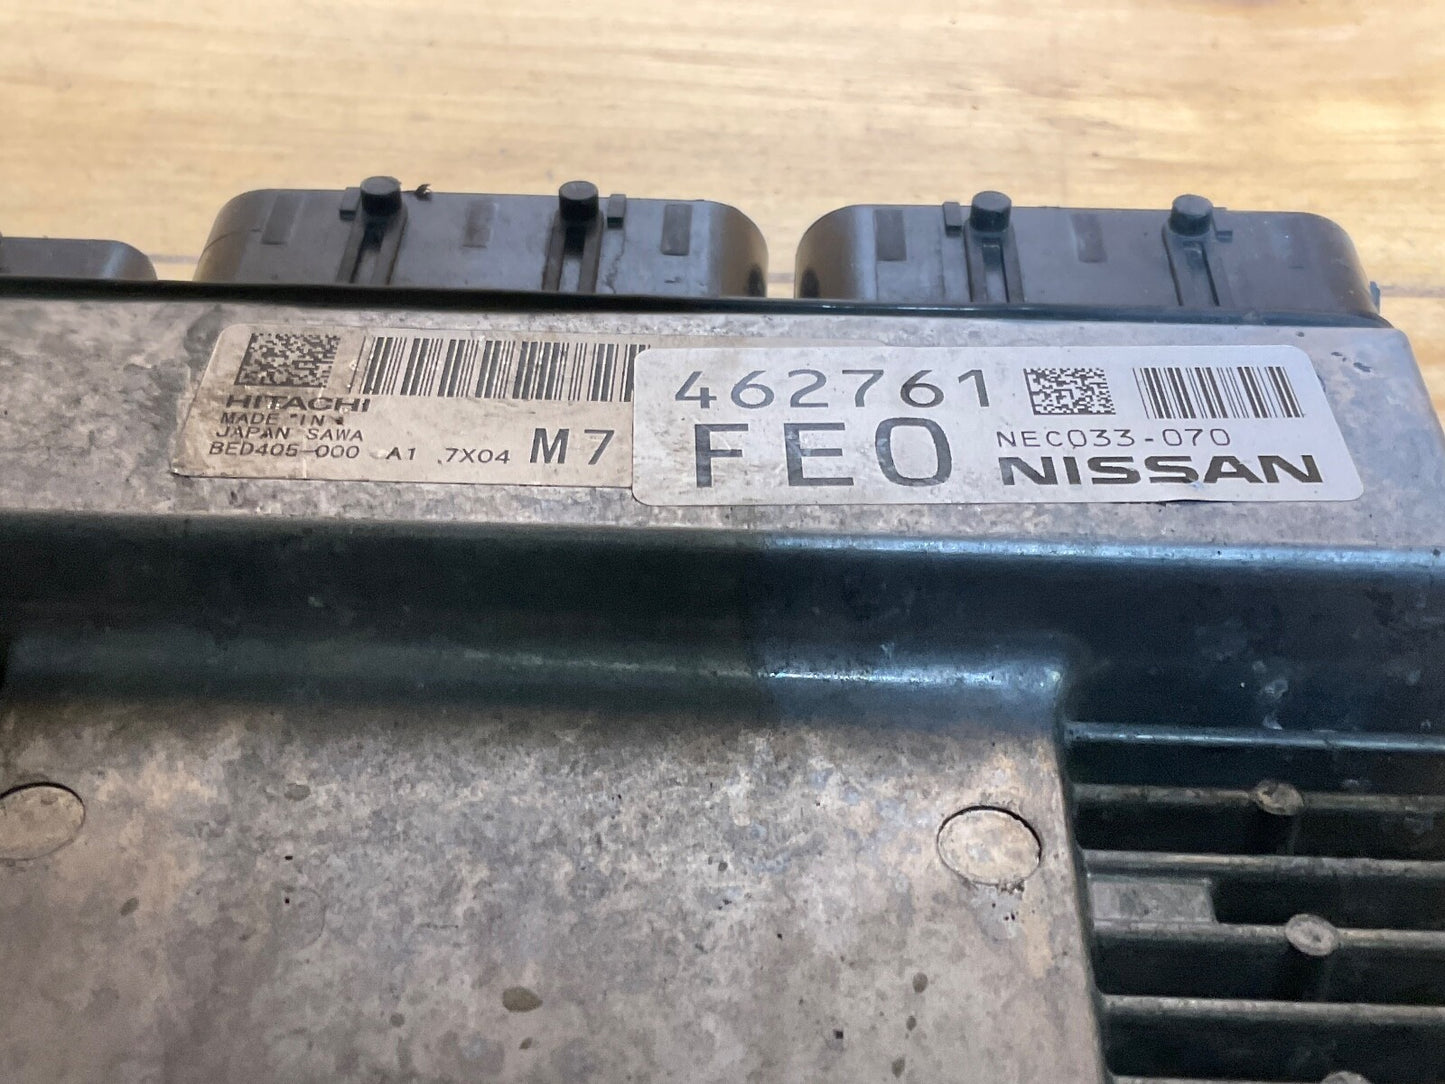 HITACHI
MADE IN
JAPAN SAWA
BED405-000 A1 7X04 M7
462761
FE0
NEC033-070
NISSAN